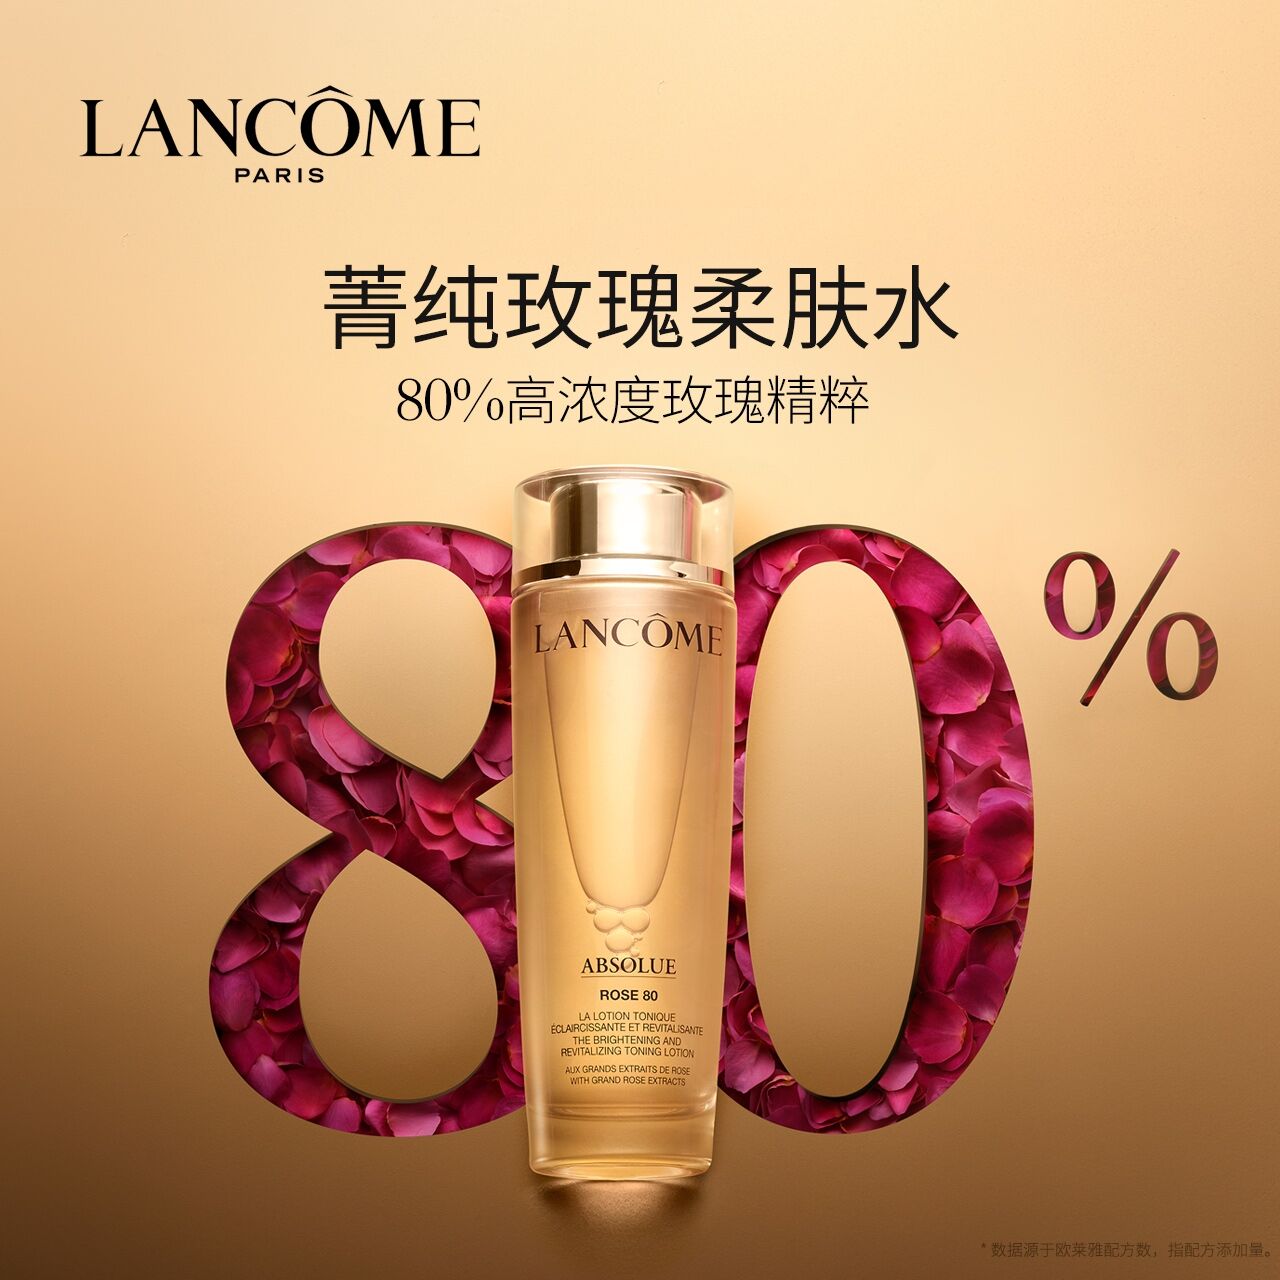 LANCÔME
PARIS
菁纯玫瑰柔肤水
80%高浓度玫瑰精粹
80%
LANCÔME
ABSOLUE
ROSE 80
LA LOTION TONIQUE
ÉCLAIRCISSANTE ET REVITALISANTE
THE BRIGHTENING AND
REVITALIZING TONING LOTION
AUX GRANDS EXTRAITS DE ROSE
WITH GRAND ROSE EXTRACTS
*数据源于欧莱雅配方数，指配方添加量。